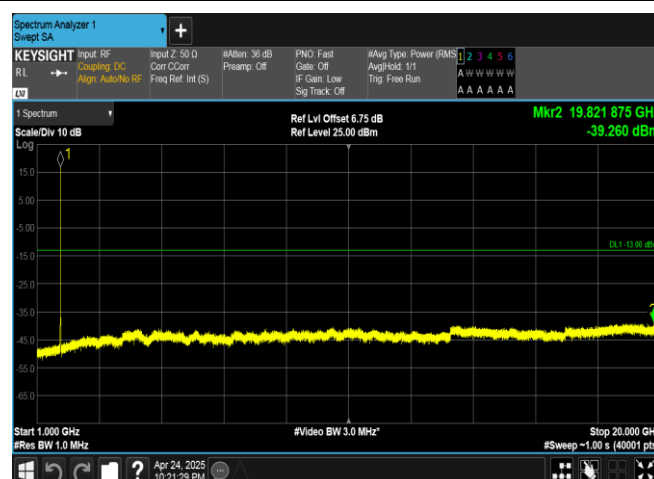 Spectrum Analyzer 1
Swept SA
+
KEYSIGHT Input: RF Input Z: 50 Ω #Atten: 36 dB PNO: Fast #Avg Type: Power (RMS 1 2 3 4 5 6
R L Coupling: DC Corr CCorr Preamp: Off Gate: Off Avg|Hold: 1/1 A W W W W W
Align: Auto/No RF Freq Ref: Int (S) IF Gain: Low Trig: Free Run
LXI Sig Track: Off A A A A A A
1 Spectrum Ref Lvl Offset 6.75 dB Mkr2 19.821 875 GH
Scale/Div 10 dB Ref Level 25.00 dBm -39.260 dBm
Log
1
15.0
5.00
-5.00
DL1 -13.00 dB
-15.0
-25.0
-35.0
-45.0
-55.0
-65.0
Start 1.000 GHz #Video BW 3.0 MHz* Stop 20.000 GH
#Res BW 1.0 MHz #Sweep ~1.00 s (40001 pts
? Apr 24, 2025
10:21:29 PM